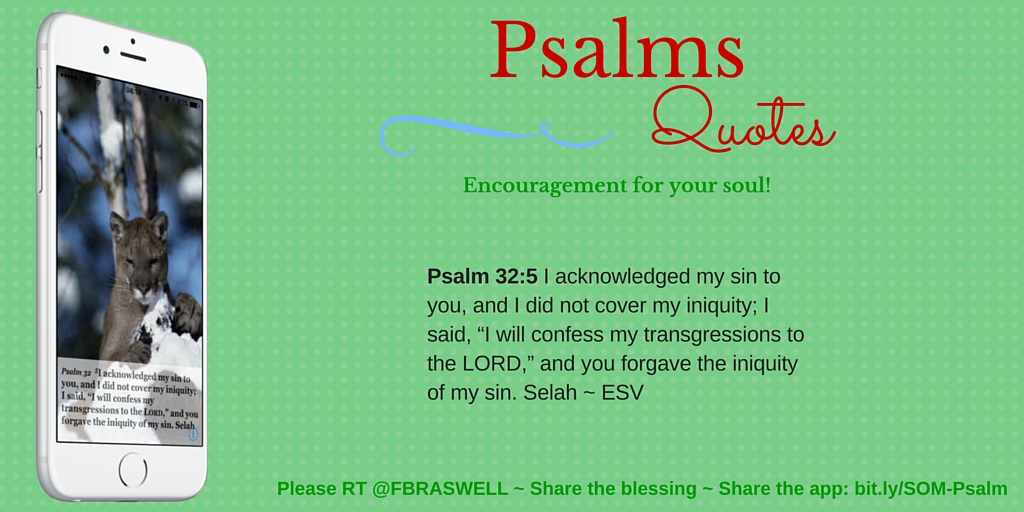 Psalms
Quotes
Encouragement for your soul!
Psalm 32:5 I acknowledged my sin to
you, and I did not cover my iniquity; I
said, “I will confess my transgressions to
the LORD,” and you forgave the iniquity
of my sin. Selah ~ ESV
Psalm 32 5I acknowledged my sin to
you, and I did not cover my iniquity;
I said, “I will confess my
transgressions to the LORD,” and you
forgave the iniquity of my sin. Selah
Please RT @FBRASWELL ~ Share the blessing ~ Share the app: bit.ly/SOM-Psalm